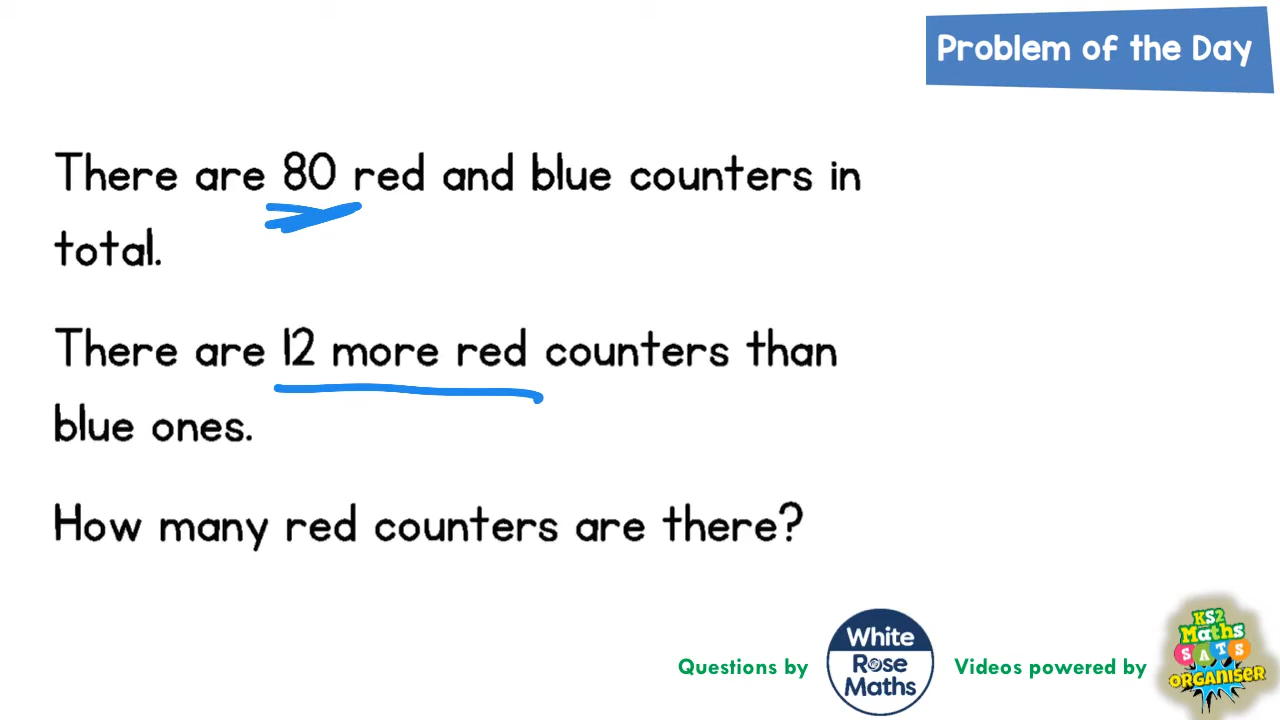 Problem of the Day
There are 80 red and blue counters in
total.
There are 12 more red counters than
blue ones.
How many red counters are there?
Questions by
White
Rose
Maths
Videos powered by
KS2
Maths
SATS
ORGANISER